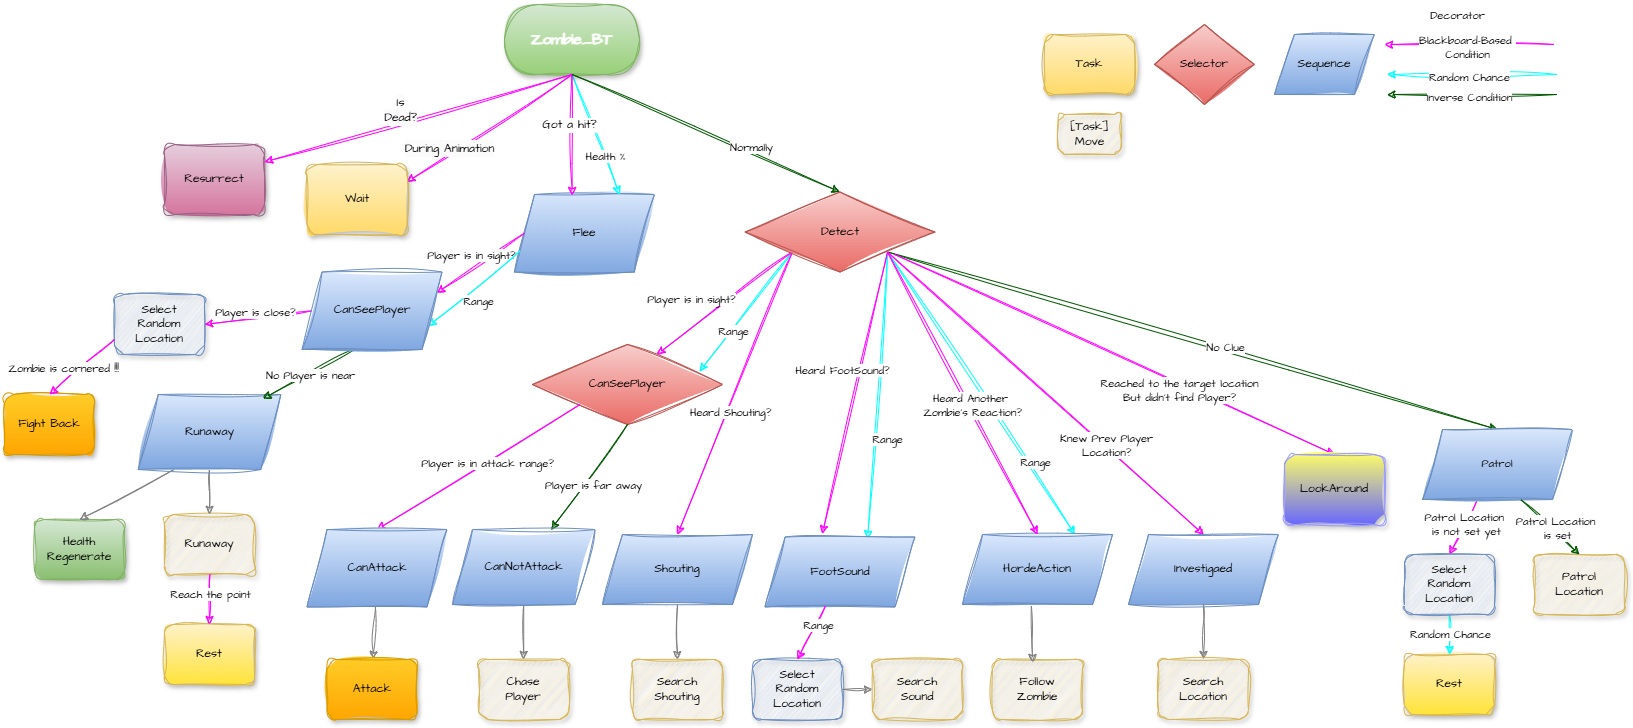 Zombie_BT
Decorator
Task
Selector
Sequence
Blackboard-Based
Condition
Random Chance
Inverse Condition
[Task]
Move
Is
Dead?
During Animation
Got a hit?
Health %
Normally
Resurrect
Wait
Flee
Detect
Player is in sight?
Range
CanSeePlayer
Player is close?
Select
Random
Location
Zombie is cornered !!!
No Player is near
Fight Back
Runaway
Health
Regenerate
Runaway
Reach the point
Rest
Player is in sight?
Range
CanSeePlayer
Heard Shouting?
Heard FootSound?
Range
Heard Another
Zombie's Reaction?
Range
Knew Prev Player
Location?
Reached to the target location
But didn't find Player?
No Clue
Player is in attack range?
Player is far away
LookAround
Patrol
CanAttack
CanNotAttack
Shouting
FootSound
HordeAction
Investigaed
Patrol Location
is not set yet
Patrol Location
is set
Select
Random
Location
Patrol
Location
Random Chance
Rest
Range
Attack
Chase
Player
Search
Shouting
Select
Random
Location
Search
Sound
Follow
Zombie
Search
Location